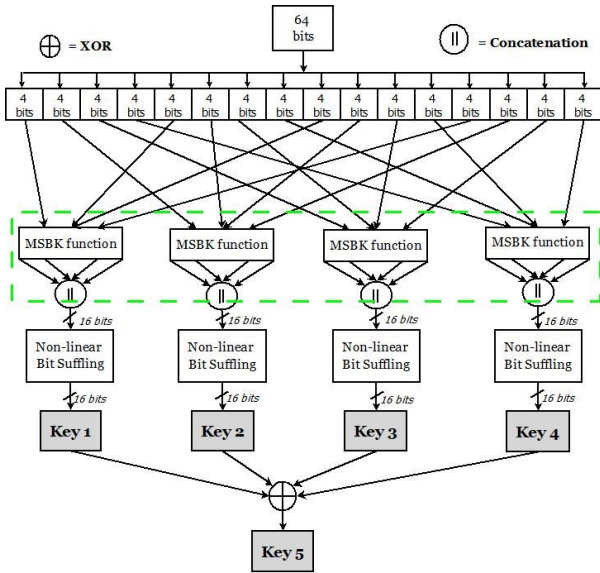 64
bits
= XOR
|| = Concatenation
4 4 4 4 4 4 4 4 4 4 4 4 4 4 4 4
bits bits bits bits bits bits bits bits bits bits bits bits bits bits bits bits
MSBK function MSBK function MSBK function MSBK function
|| || || ||
16 bits 16 bits 16 bits 16 bits
Non-linear Non-linear Non-linear Non-linear
Bit Suffling Bit Suffling Bit Suffling Bit Suffling
16 bits 16 bits 16 bits 16 bits
Key 1 Key 2 Key 3 Key 4
Key 5